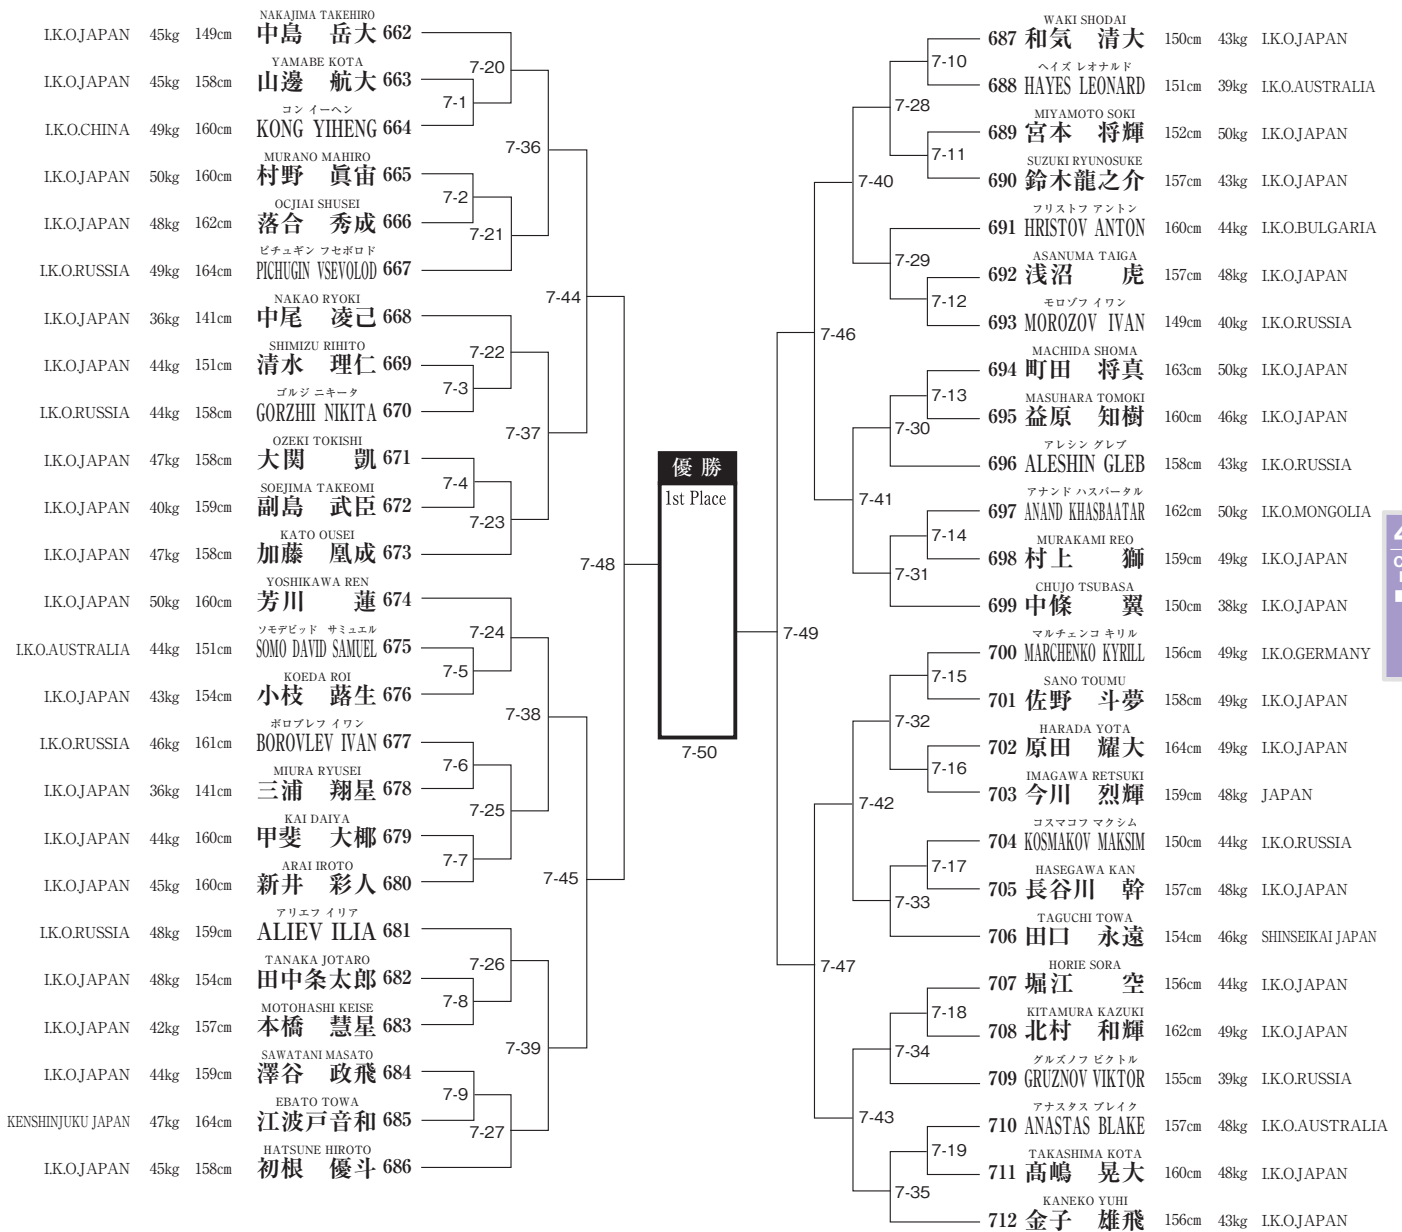 NAKAJIMA TAKEHIRO
I.K.O.JAPAN 45kg 149cm 中島 岳大 662
YAMABE KOTA
I.K.O.JAPAN 45kg 158cm 山邊 航大 663
コン イーヘン
I.K.O.CHINA 49kg 160cm KONG YIHENG 664
MURANO MAHIRO
I.K.O.JAPAN 50kg 160cm 村野 眞宙 665
OCJIAI SHUSEI
I.K.O.JAPAN 48kg 162cm 落合 秀成 666
ピチュギン フセボロド
I.K.O.RUSSIA 49kg 164cm PICHUGIN VSEVOLOD 667
NAKAO RYOKI
I.K.O.JAPAN 36kg 141cm 中尾 凌己 668
SHIMIZU RIHITO
I.K.O.JAPAN 44kg 151cm 清水 理仁 669
ゴルジ ニキータ
I.K.O.RUSSIA 44kg 158cm GORZHII NIKITA 670
OZEKI TOKISHI
I.K.O.JAPAN 47kg 158cm 大関 凱 671
SOEJIMA TAKEOMI
I.K.O.JAPAN 40kg 159cm 副島 武臣 672
KATO OUSEI
I.K.O.JAPAN 47kg 158cm 加藤 凰成 673
YOSHIKAWA REN
I.K.O.JAPAN 50kg 160cm 芳川 蓮 674
ソモデビッド サミュエル
I.K.O.AUSTRALIA 44kg 151cm SOMO DAVID SAMUEL 675
KOEDA ROI
I.K.O.JAPAN 43kg 154cm 小枝 蕗生 676
ボロブレフ イワン
I.K.O.RUSSIA 46kg 161cm BOROVLEV IVAN 677
MIURA RYUSEI
I.K.O.JAPAN 36kg 141cm 三浦 翔星 678
KAI DAIYA
I.K.O.JAPAN 44kg 160cm 甲斐 大梛 679
ARAI IROTO
I.K.O.JAPAN 45kg 160cm 新井 彩人 680
アリエフ イリア
I.K.O.RUSSIA 48kg 159cm ALIEV ILIA 681
TANAKA JOTARO
I.K.O.JAPAN 48kg 154cm 田中条太郎 682
MOTOHASHI KEISE
I.K.O.JAPAN 42kg 157cm 本橋 慧星 683
SAWATANI MASATO
I.K.O.JAPAN 44kg 159cm 澤谷 政飛 684
EBATO TOWA
KENSHINJUKU JAPAN 47kg 164cm 江波戸音和 685
HATSUNE HIROTO
I.K.O.JAPAN 45kg 158cm 初根 優斗 686
7-20
7-1
7-36
7-2
7-21
7-44
7-22
7-3
7-37
7-4
7-23
7-48
7-24
7-5
7-38
7-6
7-25
7-7
7-45
7-26
7-8
7-39
7-9
7-27
優勝
1st Place
7-50
7-10
7-28
7-11
7-40
7-29
7-12
7-46
7-13
7-30
7-41
7-14
7-31
7-49
7-15
7-32
7-16
7-42
7-17
7-33
7-47
7-18
7-34
7-43
7-19
7-35
WAKI SHODAI
687 和気 清大 150cm 43kg I.K.O.JAPAN
ヘイズ レオナルド
688 HAYES LEONARD 151cm 39kg I.K.O.AUSTRALIA
MIYAMOTO SOKI
689 宮本 将輝 152cm 50kg I.K.O.JAPAN
SUZUKI RYUNOSUKE
690 鈴木龍之介 157cm 43kg I.K.O.JAPAN
フリストフ アントン
691 HRISTOV ANTON 160cm 44kg I.K.O.BULGARIA
ASANUMA TAIGA
692 浅沼 虎 157cm 48kg I.K.O.JAPAN
モロゾフ イワン
693 MOROZOV IVAN 149cm 40kg I.K.O.RUSSIA
MACHIDA SHOMA
694 町田 将真 163cm 50kg I.K.O.JAPAN
MASUHARA TOMOKI
695 益原 知樹 160cm 46kg I.K.O.JAPAN
アレシン グレブ
696 ALESHIN GLEB 158cm 43kg I.K.O.RUSSIA
アナンド ハスバータル
697 ANAND KHASBAATAR 162cm 50kg I.K.O.MONGOLIA
MURAKAMI REO
698 村上 獅 159cm 49kg I.K.O.JAPAN
CHUJO TSUBASA
699 中條 翼 150cm 38kg I.K.O.JAPAN
マルチェンコ キリル
700 MARCHENKO KYRILL 156cm 49kg I.K.O.GERMANY
SANO TOUMU
701 佐野 斗夢 158cm 49kg I.K.O.JAPAN
HARADA YOTA
702 原田 耀大 164cm 49kg I.K.O.JAPAN
IMAGAWA RETSUKI
703 今川 烈輝 159cm 48kg JAPAN
コスマコフ マクシム
704 KOSMAKOV MAKSIM 150cm 44kg I.K.O.RUSSIA
HASEGAWA KAN
705 長谷川 幹 157cm 48kg I.K.O.JAPAN
TAGUCHI TOWA
706 田口 永遠 154cm 46kg SHINSEIKAI JAPAN
HORIE SORA
707 堀江 空 156cm 44kg I.K.O.JAPAN
KITAMURA KAZUKI
708 北村 和輝 162cm 49kg I.K.O.JAPAN
グルズノフ ビクトル
709 GRUZNOV VIKTOR 155cm 39kg I.K.O.RUSSIA
アナスタス ブレイク
710 ANASTAS BLAKE 157cm 48kg I.K.O.AUSTRALIA
TAKASHIMA KOTA
711 髙嶋 晃大 160cm 48kg I.K.O.JAPAN
KANEKO YUHI
712 金子 雄飛 156cm 43kg I.K.O.JAPAN